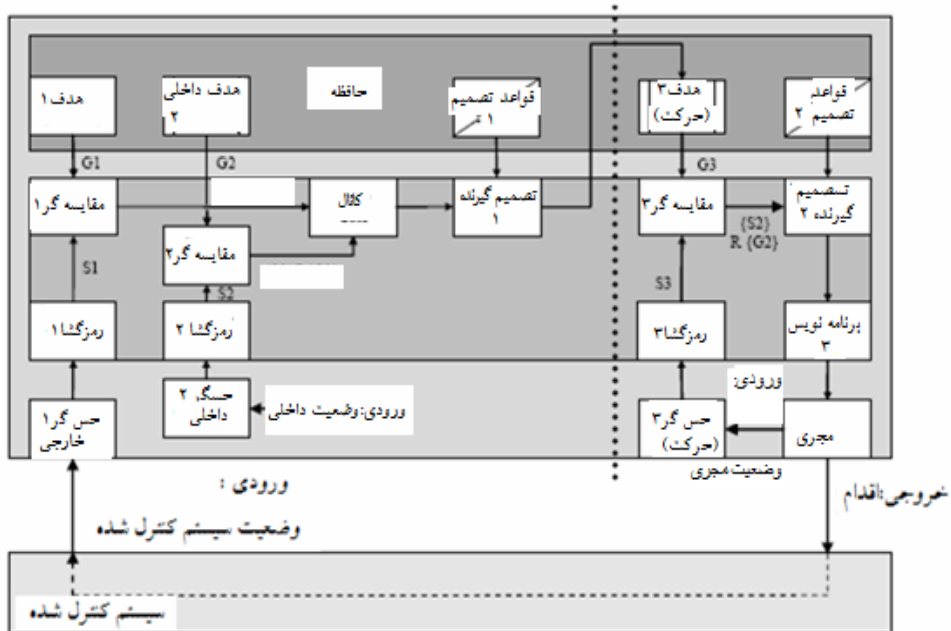 هدف۱
هدف داخلی
۲
حافظه
قواعد تصمیم
۱
هدف۳
(حرکت)
قواعد
تصمیم ۲
G1
G2
G3
مقایسه گر۱
کانال
تصمیم گیرنده
۱
مقایسه گر۳
تسصمیم
گیرنده ۲
{S2}
R {G2}
مقایسه گر۲
S1
S2
S3
رمزگشا۱
رمزگشا ۲
رمزگشا۳
برنامه نویس
۳
حس گر۱
خارجی
۲
داخلی
ورودی:وضعیت داخلی
ورودی:
حس گر۳
(حرکت)
مجری
وضعیت مجری
ورودی :
وضعیت سیستم کنترل شده
خروجی:اقدام
سیستم کنترل شده